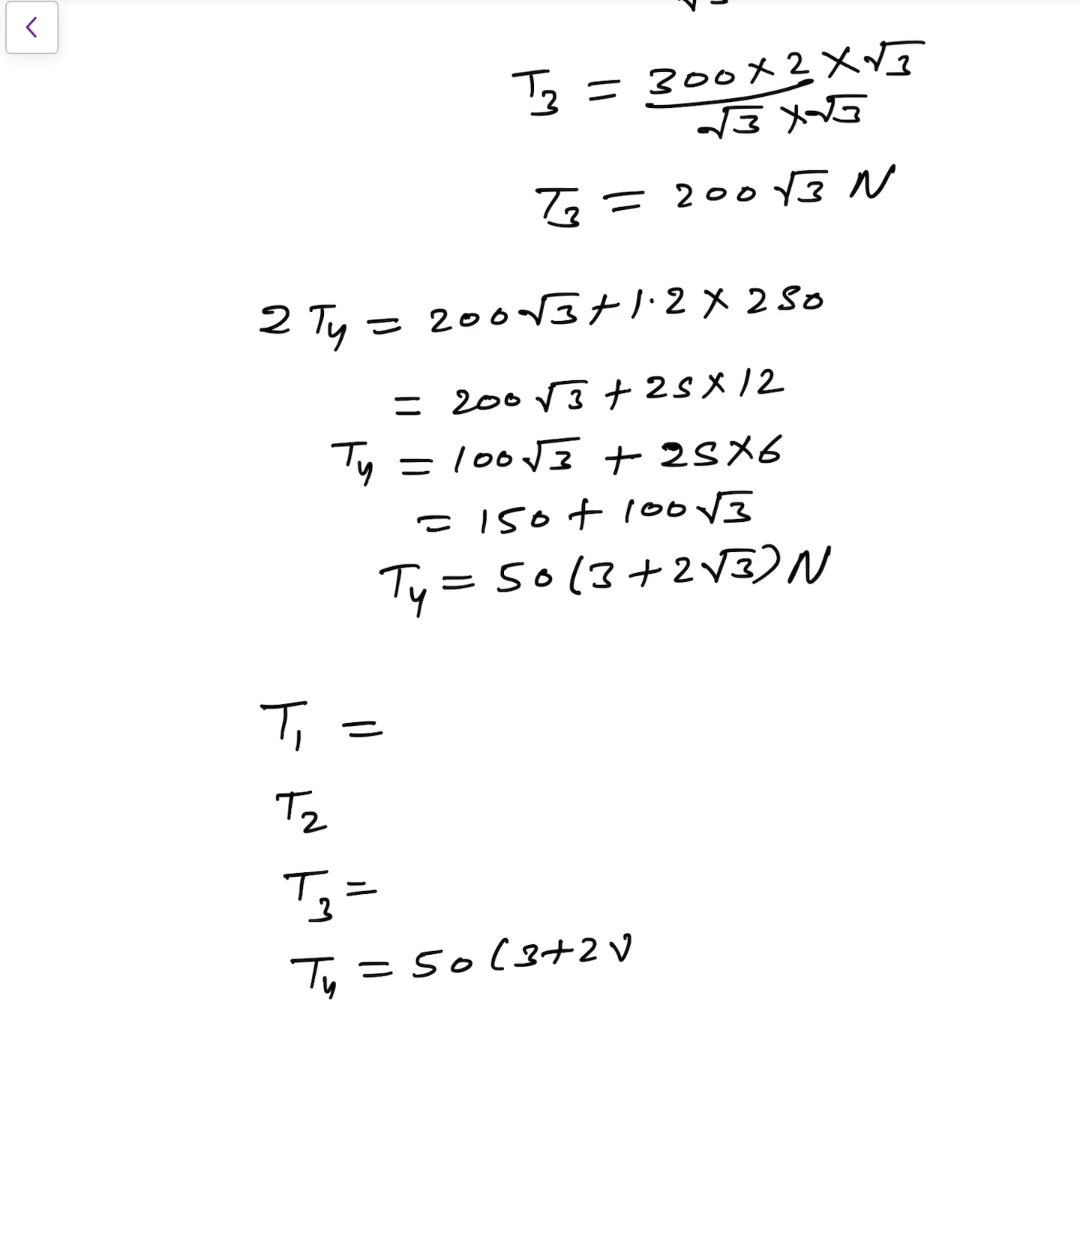 T₃ = 300 × 2 × √3
√3 × √3
T₃ = 200 √3 N
2 T₄ = 200√3 + 1.2 × 250
= 200 √3 + 25 × 12
T₄ = 100√3 + 25×6
= 150 + 100 √3
T₄ = 50 (3 + 2√3) N
T₁ =
T₂
T₃ =
T₄ = 50 (3+2√